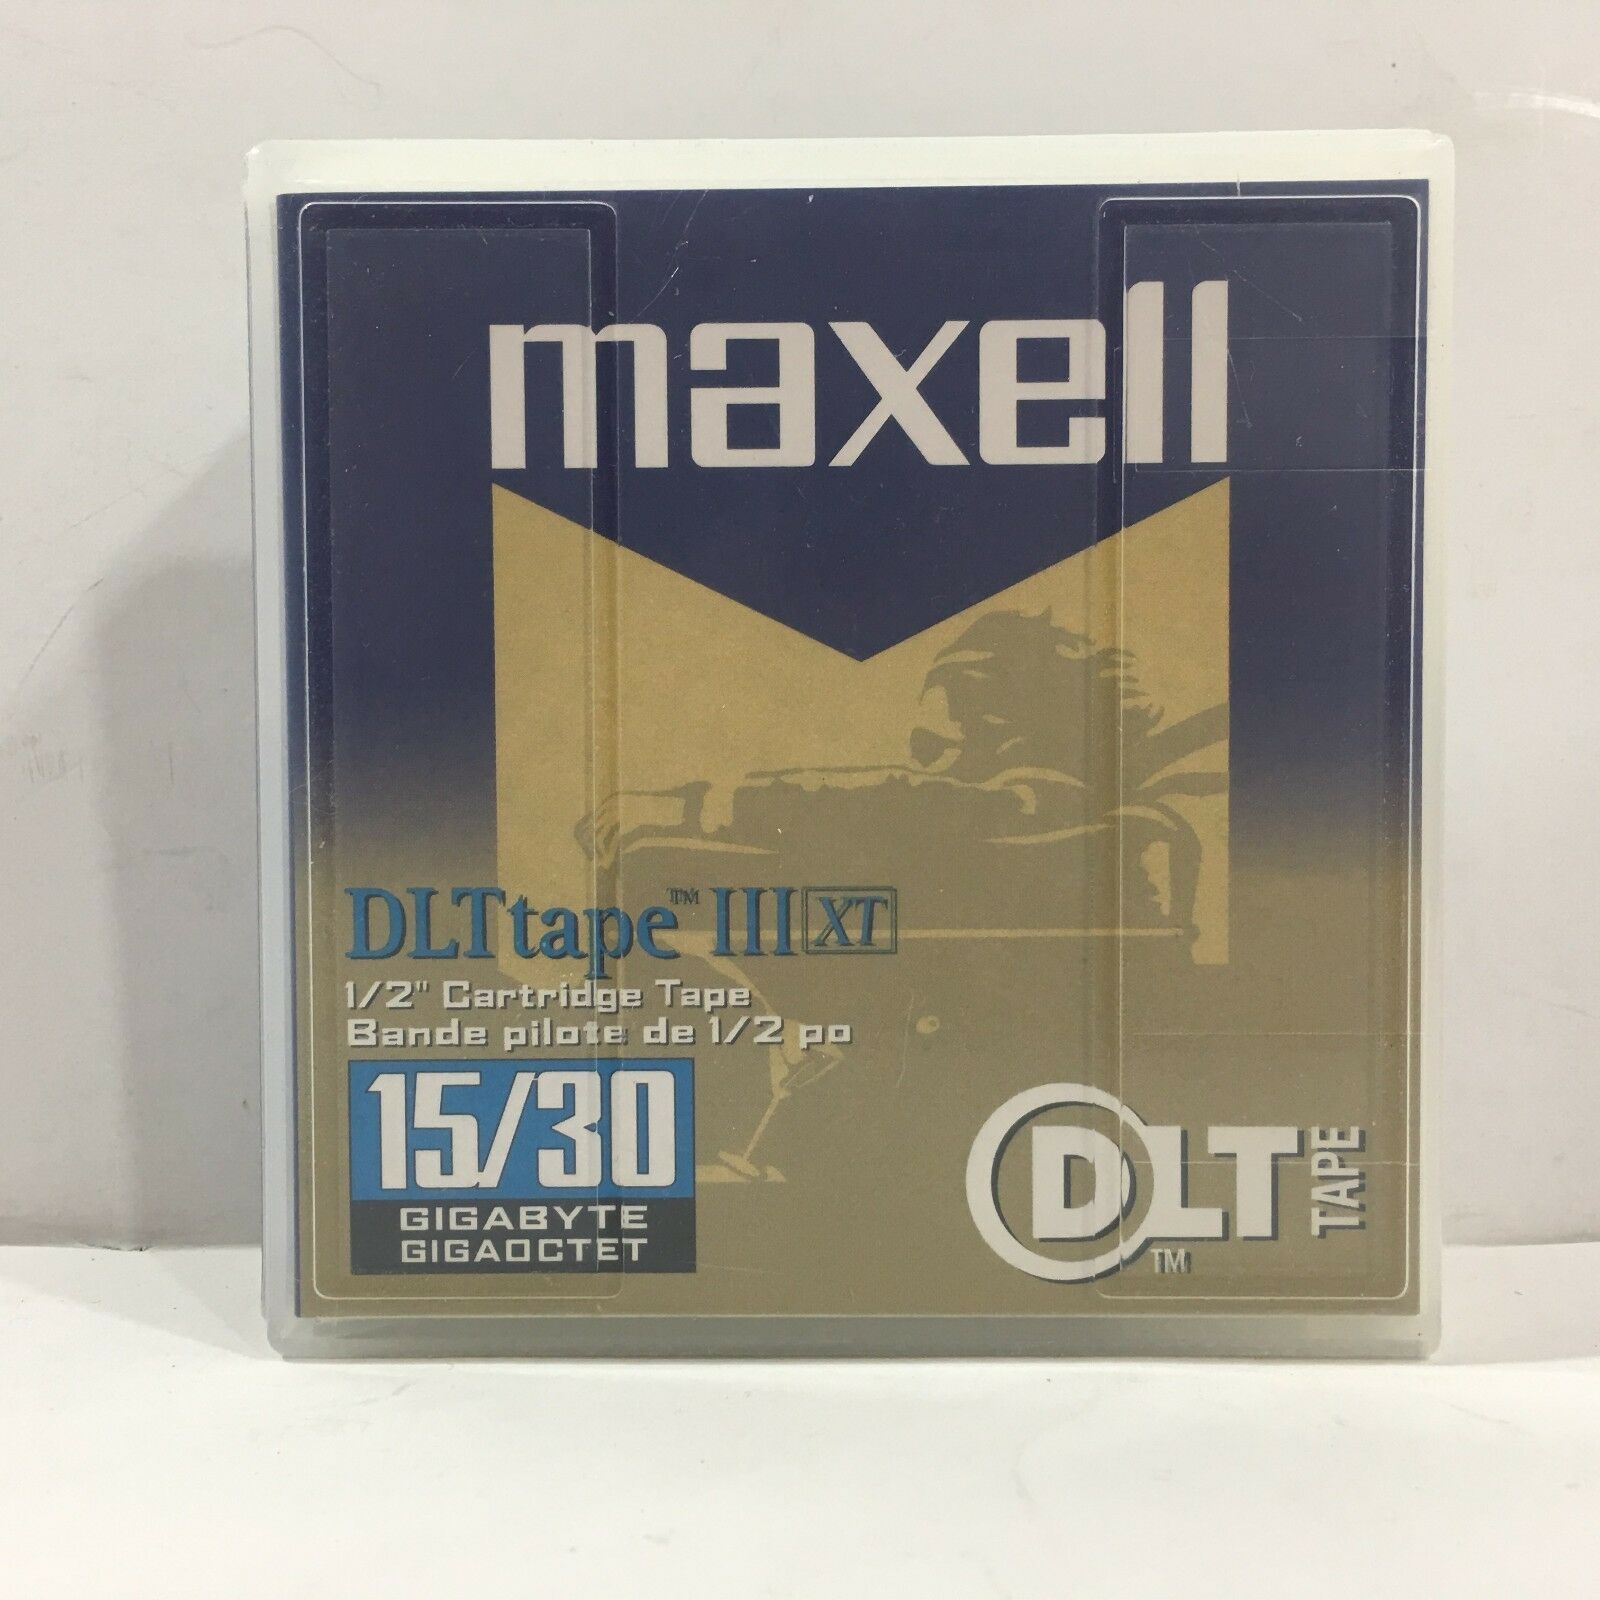 maxell
DLTtape™ III XT
1/2" Cartridge Tape
Bande pilote de 1/2 po
15/30
GIGABYTE
GIGAOCTET
DLT TAPE
TM